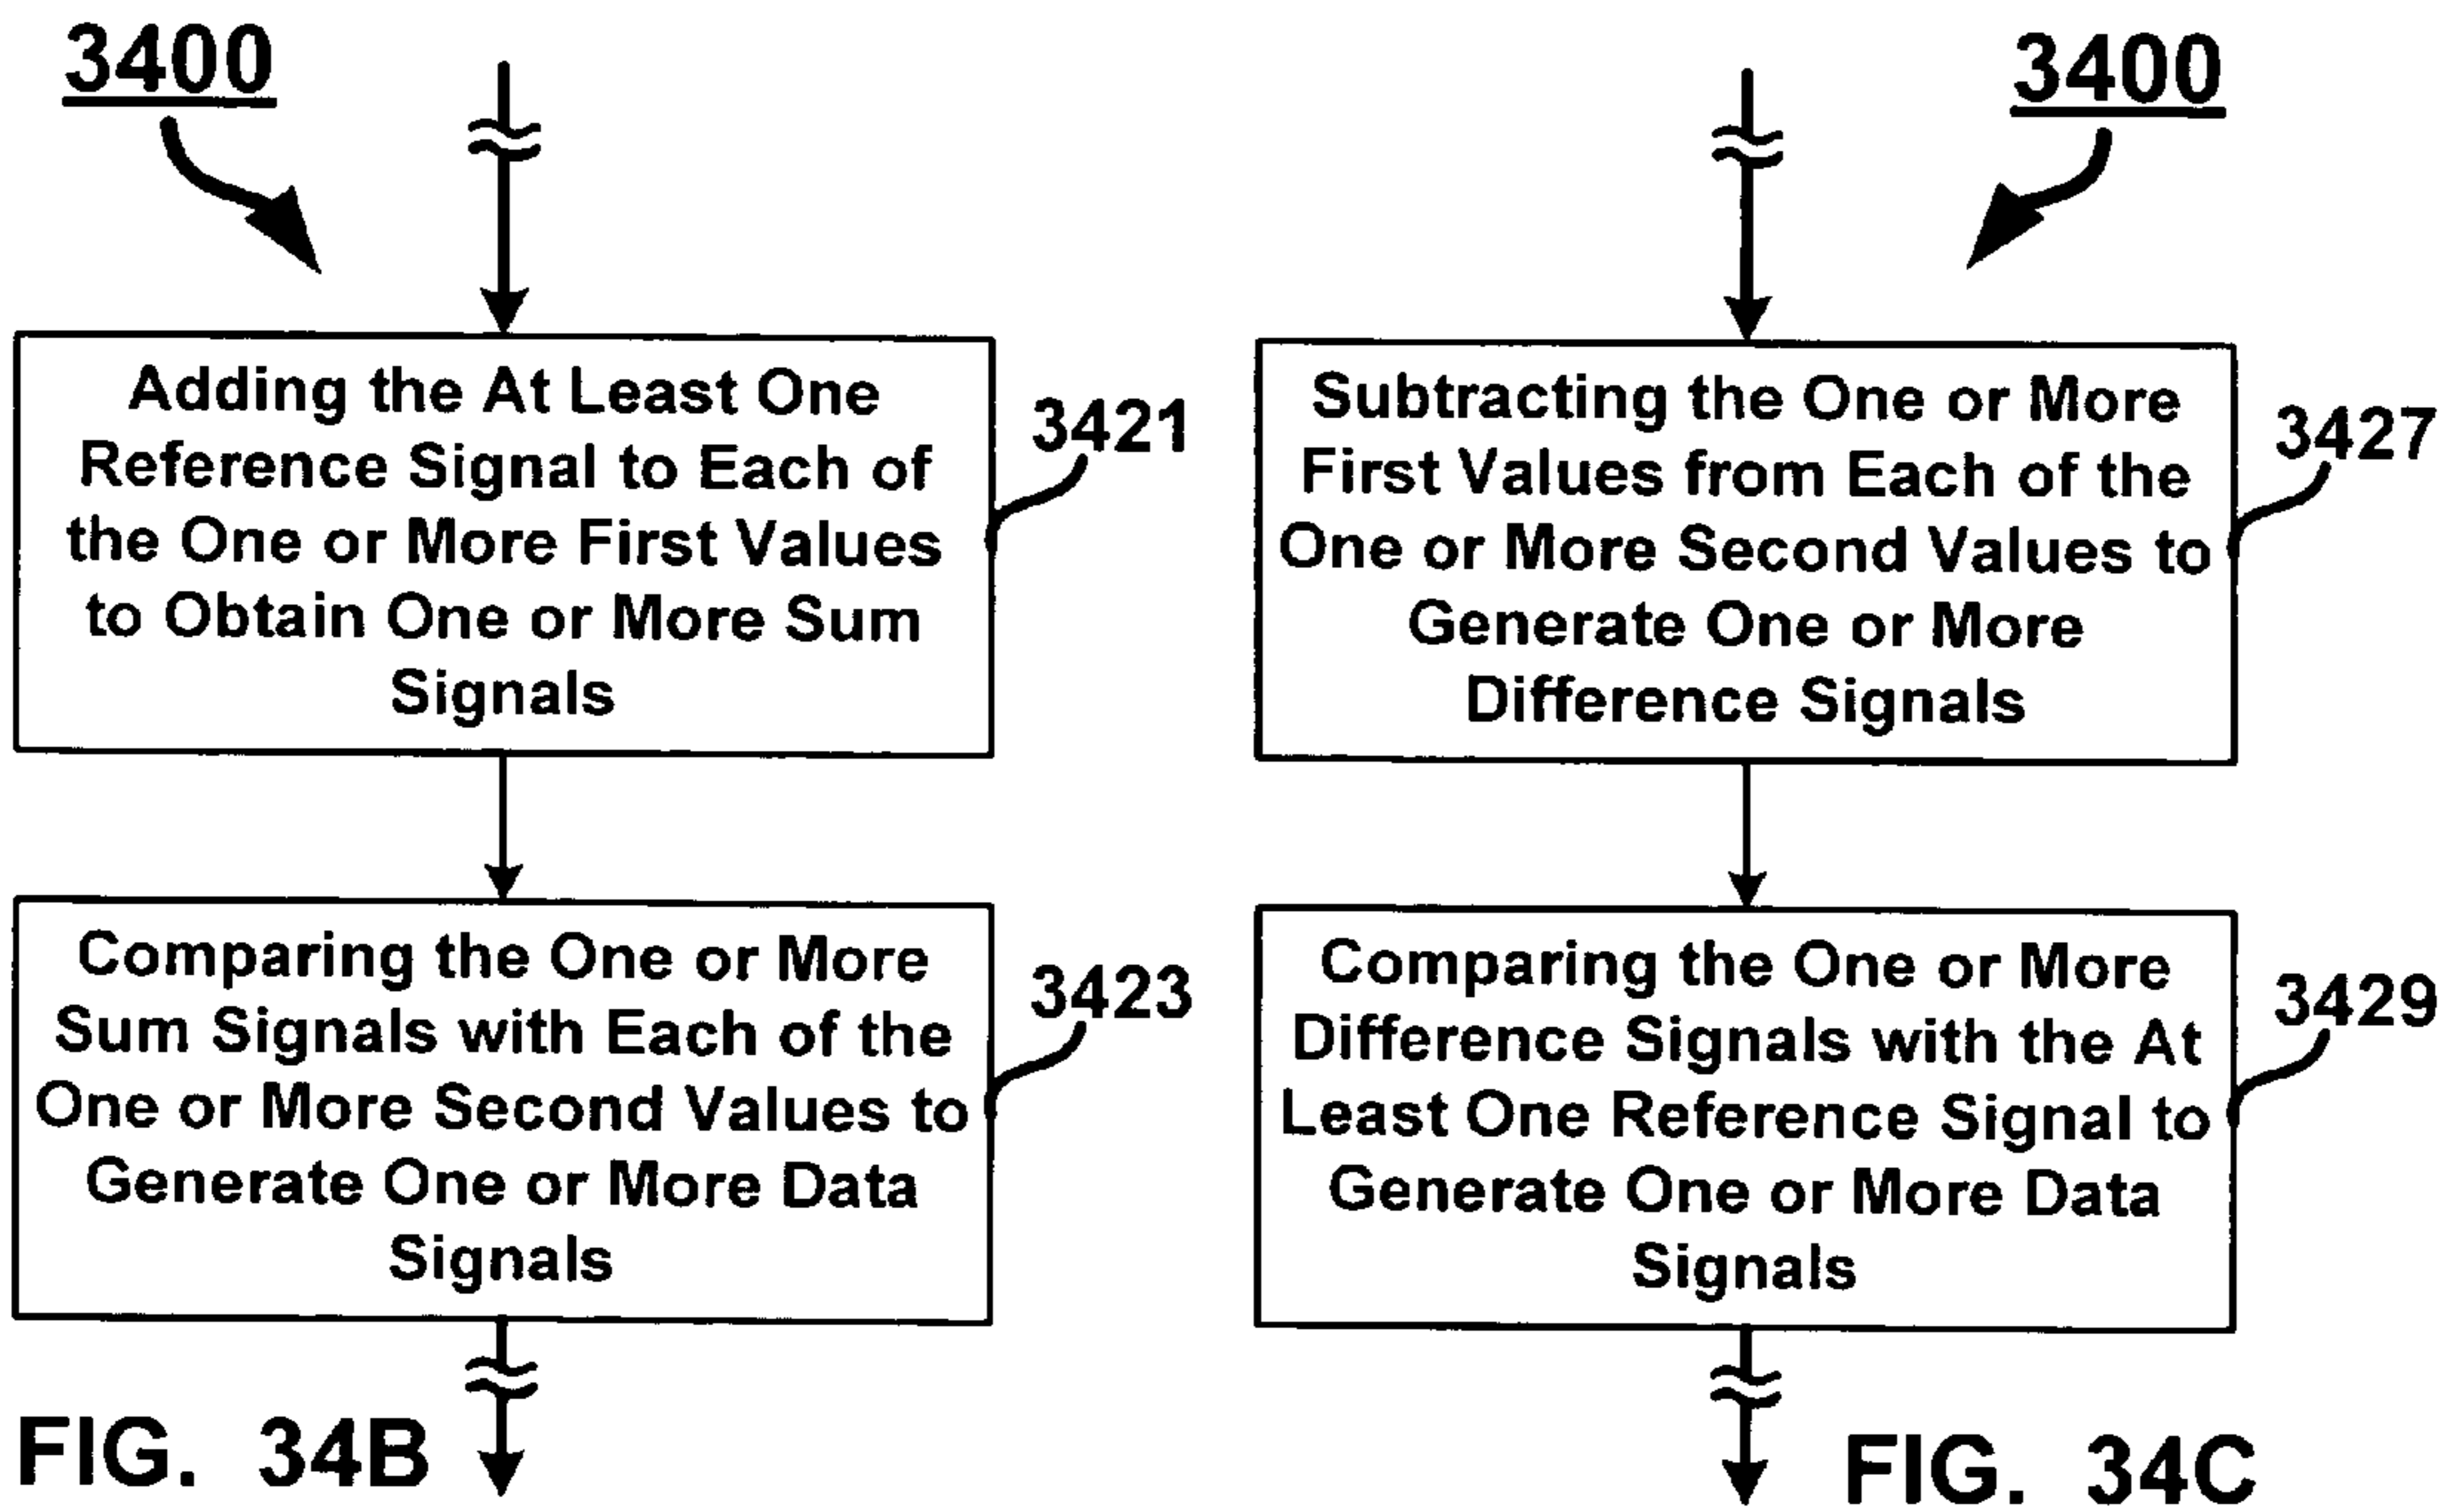 3400
Adding the At Least One
Reference Signal to Each of
the One or More First Values
to Obtain One or More Sum
Signals
3421
Comparing the One or More
Sum Signals with Each of the
One or More Second Values to
Generate One or More Data
Signals
3423
FIG. 34B
3400
Subtracting the One or More
First Values from Each of the
One or More Second Values to
Generate One or More
Difference Signals
3427
Comparing the One or More
Difference Signals with the At
Least One Reference Signal to
Generate One or More Data
Signals
3429
FIG. 34C